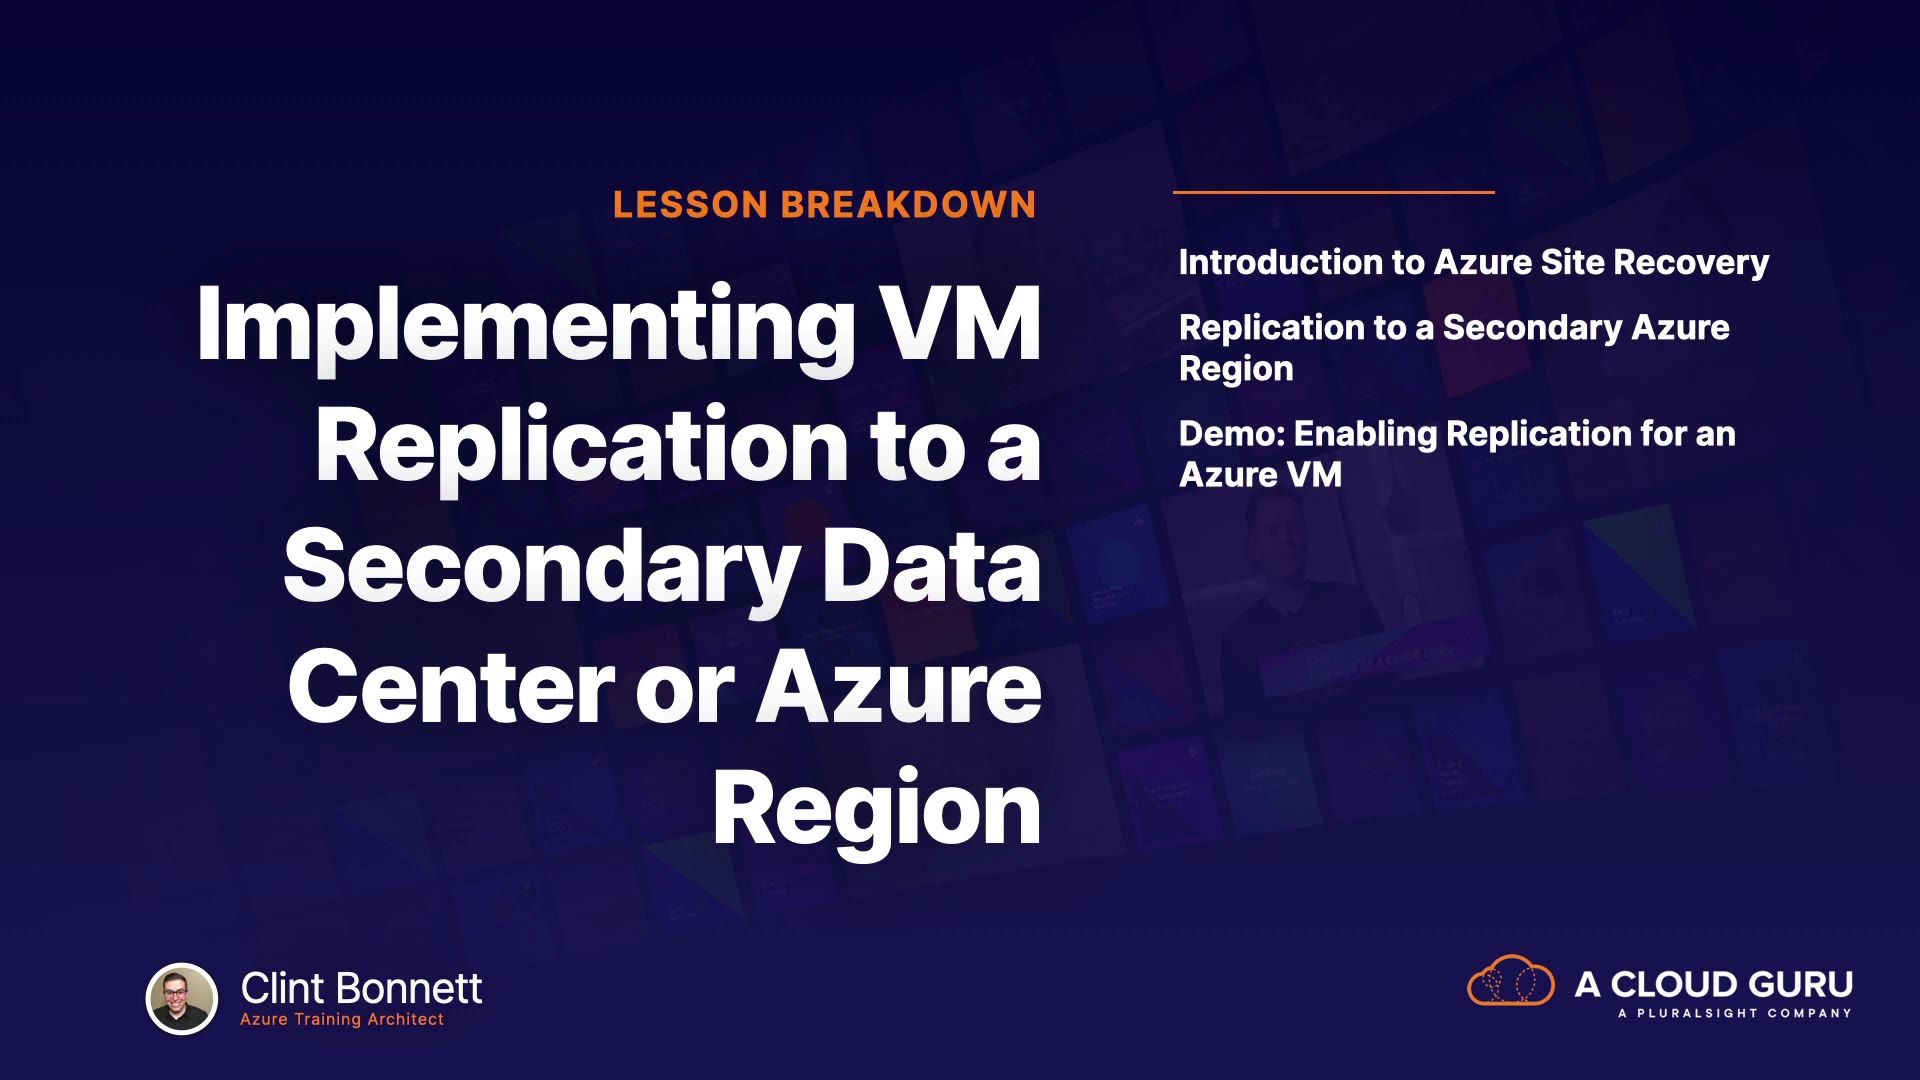 LESSON BREAKDOWN
Implementing VM
Replication to a
Secondary Data
Center or Azure
Region
Introduction to Azure Site Recovery
Replication to a Secondary Azure
Region
Demo: Enabling Replication for an
Azure VM
Clint Bonnett
Azure Training Architect
A CLOUD GURU
A PLURALSIGHT COMPANY